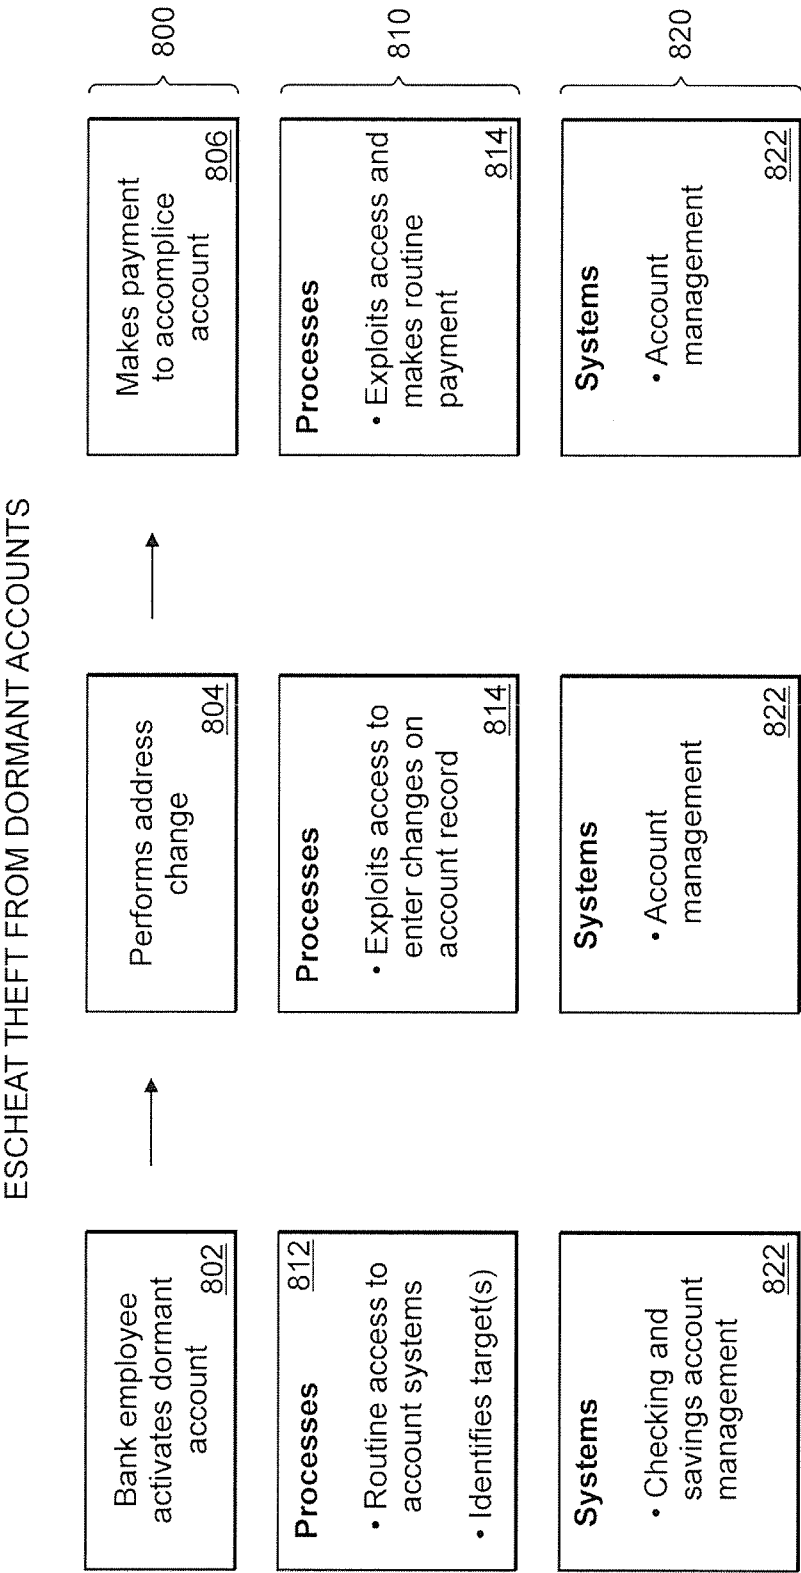 ESCHEAT THEFT FROM DORMANT ACCOUNTS
Bank employee
activates dormant
account
802
Performs address
change
804
Makes payment
to accomplice
account
806
800
Processes
812
• Routine access to
account systems
• Identifies target(s)
Processes
• Exploits access to
enter changes on
account record
814
Processes
• Exploits access and
makes routine
payment
814
810
Systems
• Checking and
savings account
management
822
Systems
• Account
management
822
Systems
• Account
management
822
820